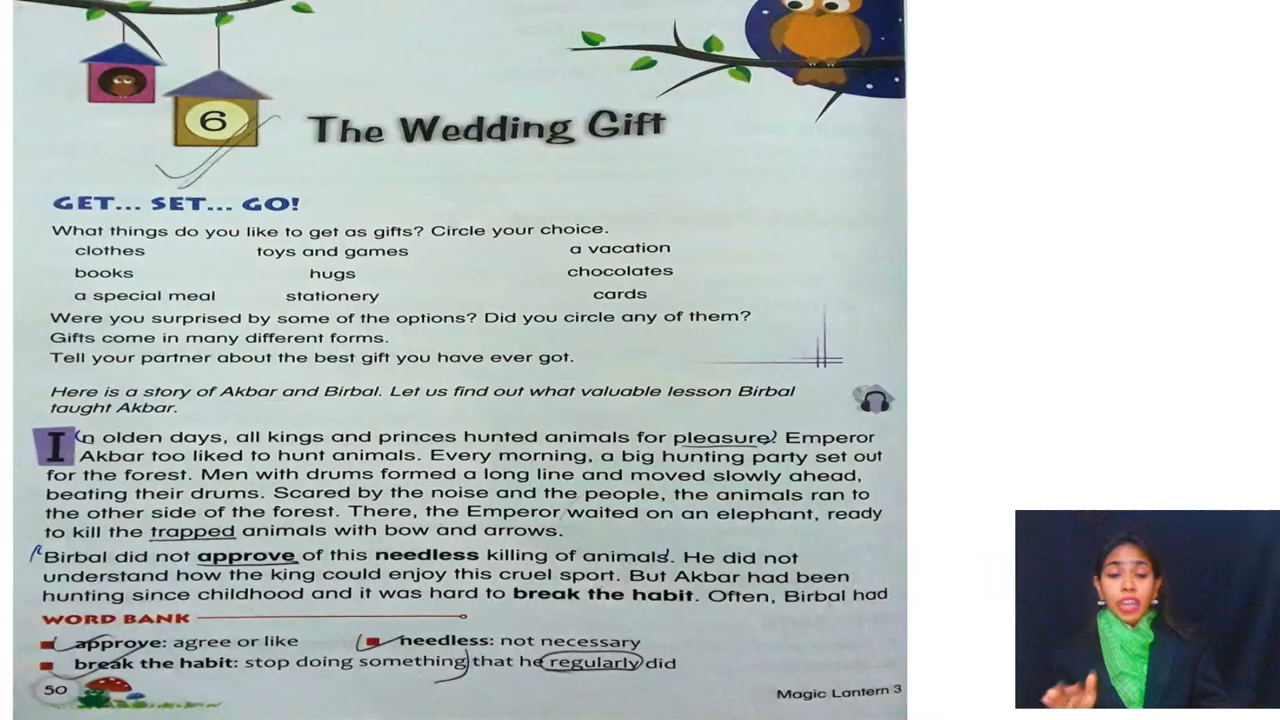 6
The Wedding Gift
GET... SET... GO!
What things do you like to get as gifts? Circle your choice.
clothes toys and games a vacation
books hugs chocolates
a special meal stationery cards
Were you surprised by some of the options? Did you circle any of them?
Gifts come in many different forms.
Tell your partner about the best gift you have ever got.
Here is a story of Akbar and Birbal. Let us find out what valuable lesson Birbal
taught Akbar.
In olden days, all kings and princes hunted animals for pleasure. Emperor
Akbar too liked to hunt animals. Every morning, a big hunting party set out
for the forest. Men with drums formed a long line and moved slowly ahead,
beating their drums. Scared by the noise and the people, the animals ran to
the other side of the forest. There, the Emperor waited on an elephant, ready
to kill the trapped animals with bow and arrows.
Birbal did not approve of this needless killing of animals. He did not
understand how the king could enjoy this cruel sport. But Akbar had been
hunting since childhood and it was hard to break the habit. Often, Birbal had
WORD BANK
approve: agree or like needless: not necessary
break the habit: stop doing something that he regularly did
50
Magic Lantern 3